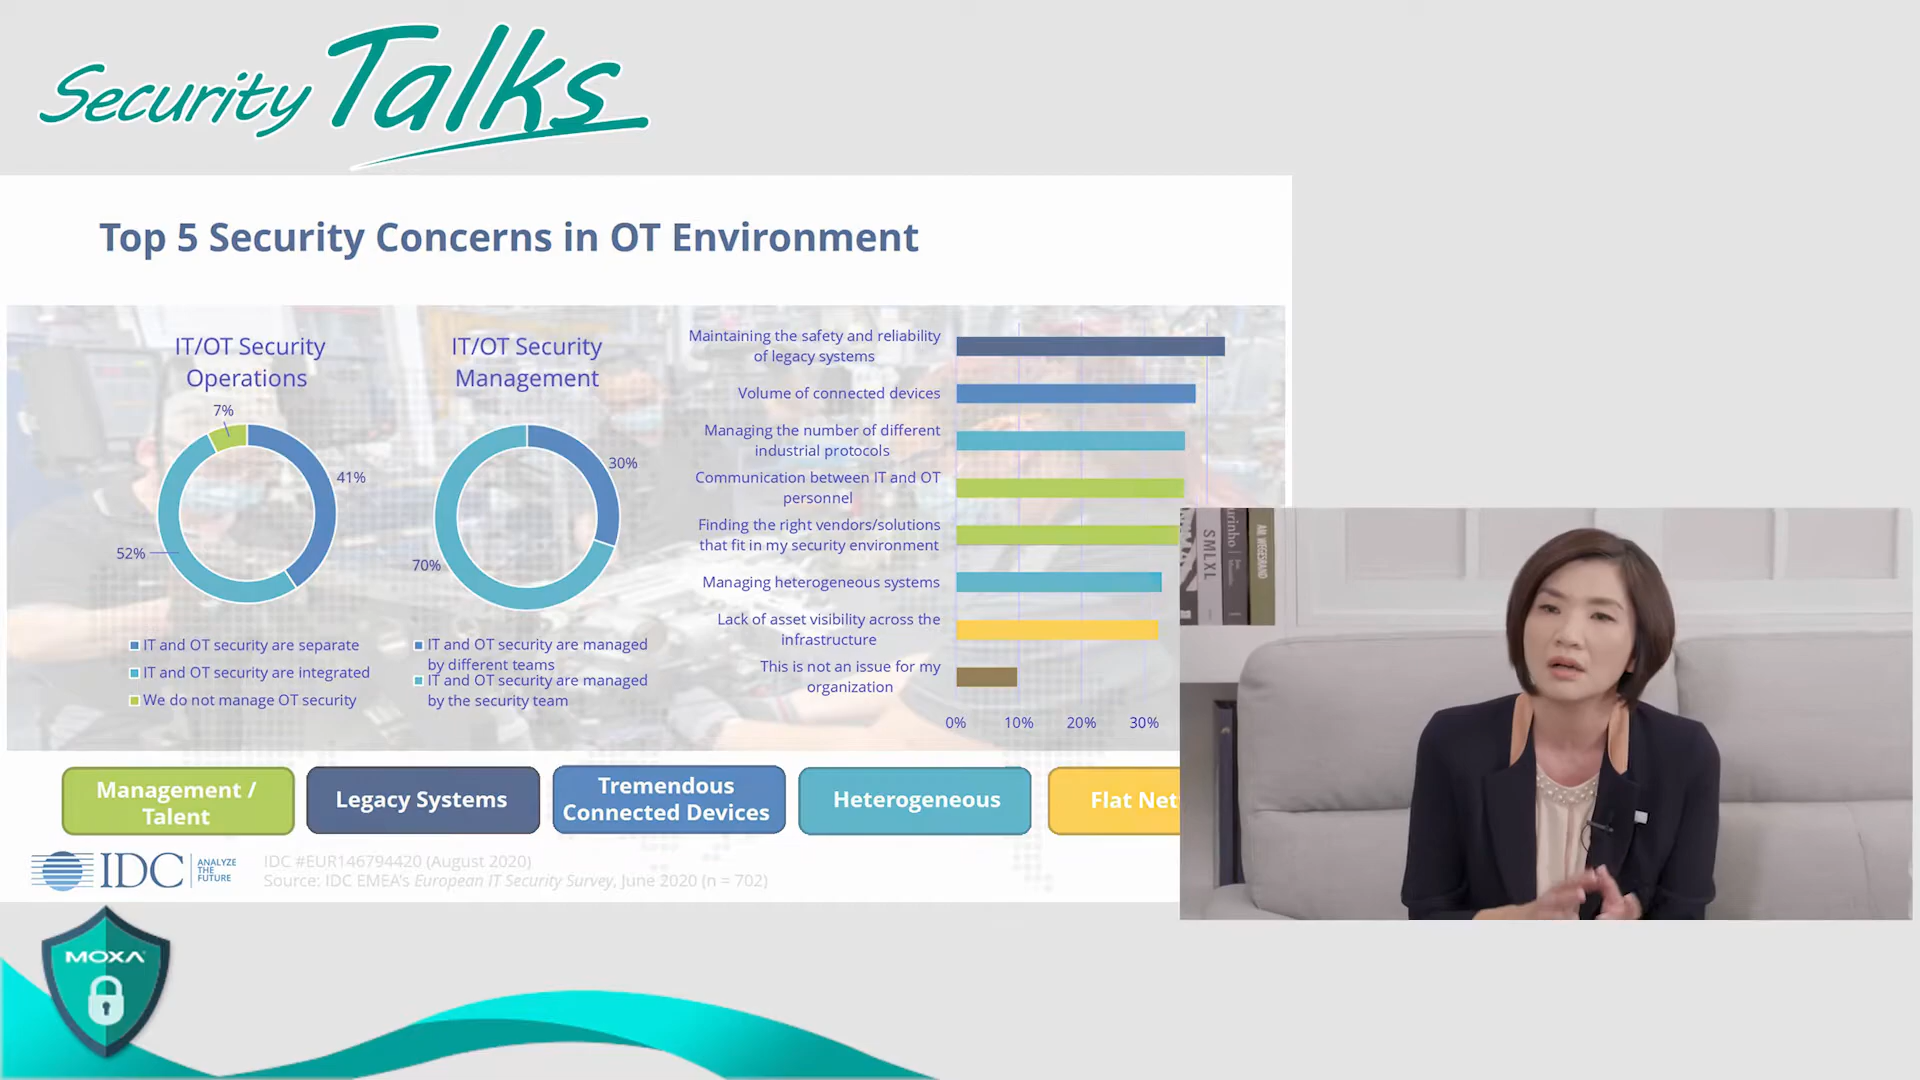 Security Talks
Top 5 Security Concerns in OT Environment
IT/OT Security
Operations
7%
41%
52%
IT and OT security are separate
IT and OT security are integrated
We do not manage OT security
IT/OT Security
Management
30%
70%
IT and OT security are managed
by different teams
IT and OT security are managed
by the security team
Maintaining the safety and reliability
of legacy systems
Volume of connected devices
Managing the number of different
industrial protocols
Communication between IT and OT
personnel
Finding the right vendors/solutions
that fit in my security environment
Managing heterogeneous systems
Lack of asset visibility across the
infrastructure
This is not an issue for my
organization
0% 10% 20% 30%
Management /
Talent
Legacy Systems
Tremendous
Connected Devices
Heterogeneous
Flat Net
IDC
ANALYZE
THE
FUTURE
IDC #EUR146794420 (August 2020)
Source: IDC EMEA's European IT Security Survey, June 2020 (n = 702)
SMLXL
AM WEGESRAND
MOXA